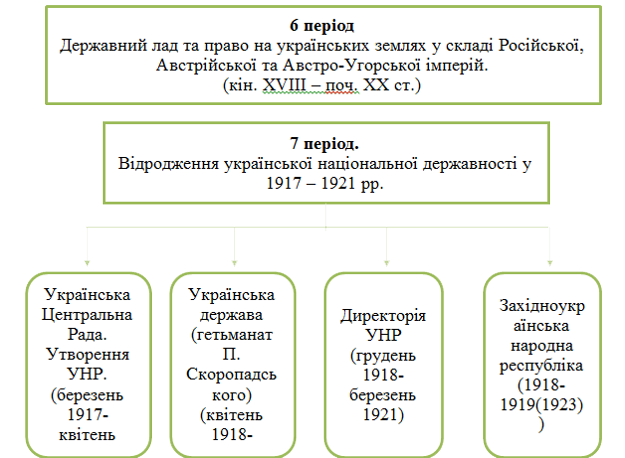 6 період
Державний лад та право на українських землях у складі Російської,
Австрійської та Австро-Угорської імперій.
(кін. XVIII – поч. XX ст.)
7 період.
Відродження української національної державності у
1917 – 1921 рр.
Українська
Центральна
Рада.
Утворення
УНР.
(березень
1917-
квітень
Українська
держава
(гетьманат
П.
Скоропадсь
кого)
(квітень
1918-
Директорія
УНР
(грудень
1918-
березень
1921)
Західноукр
аїнська
народна
республіка
(1918-
1919(1923)
)